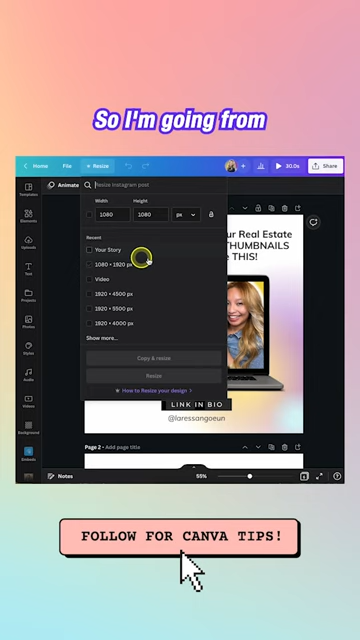 So I'm going from
Home
File
Resize
30.0s
Share
Templates
Animate
Resize Instagram post
Width
Height
1080
1080
px
Elements
Uploads
Recent
Your Story
1080 × 1920 px
Video
1920 × 4500 px
1920 × 5500 px
1920 × 4000 px
Show more...
Copy & resize
Resize
How to Resize your design
Text
Projects
Photos
Styles
Audio
Videos
Background
ur Real Estate
THUMBNAILS
THIS!
LINK IN BIO
@laressangoeun
Page 2 - Add page title
Notes
55%
FOLLOW FOR CANVA TIPS!